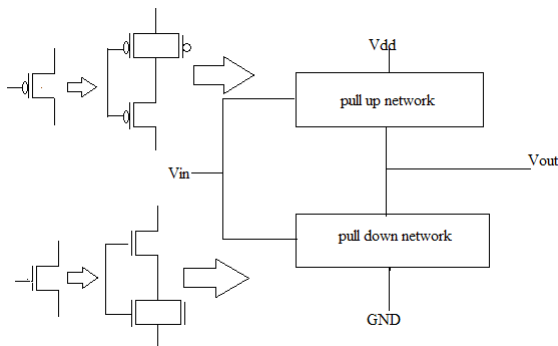 Vdd
pull up network
Vout
Vin
pull down network
GND